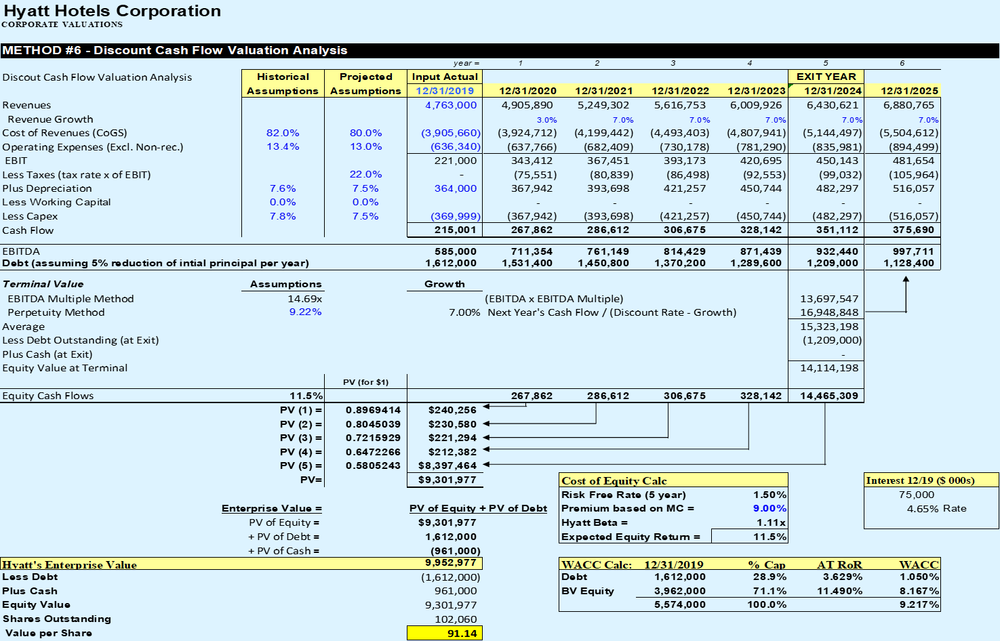 Hyatt Hotels Corporation
CORPORATE VALUATIONS
METHOD #6 - Discount Cash Flow Valuation Analysis
year = 1 2 3 4 5 6
Discout Cash Flow Valuation Analysis Historical Projected Input Actual EXIT YEAR
Assumptions Assumptions 12/31/2019 12/31/2020 12/31/2021 12/31/2022 12/31/2023 12/31/2024 12/31/2025
Revenues 4,763,000 4,905,890 5,249,302 5,616,753 6,009,926 6,430,621 6,880,765
Revenue Growth 3.0% 7.0% 7.0% 7.0% 7.0% 7.0%
Cost of Revenues (CoGS) 82.0% 80.0% (3,905,660) (3,924,712) (4,199,442) (4,493,403) (4,807,941) (5,144,497) (5,504,612)
Operating Expenses (Excl. Non-rec.) 13.4% 13.0% (636,340) (637,766) (682,409) (730,178) (781,290) (835,981) (894,499)
EBIT 221,000 343,412 367,451 393,173 420,695 450,143 481,654
Less Taxes (tax rate x of EBIT) 22.0% - (75,551) (80,839) (86,498) (92,553) (99,032) (105,964)
Plus Depreciation 7.6% 7.5% 364,000 367,942 393,698 421,257 450,744 482,297 516,057
Less Working Capital 0.0% 0.0% - - - - - -
Less Capex 7.8% 7.5% (369,999) (367,942) (393,698) (421,257) (450,744) (482,297) (516,057)
Cash Flow 215,001 267,862 286,612 306,675 328,142 351,112 375,690
EBITDA 585,000 711,354 761,149 814,429 871,439 932,440 997,711
Debt (assuming 5% reduction of intial principal per year) 1,612,000 1,531,400 1,450,800 1,370,200 1,289,600 1,209,000 1,128,400
Terminal Value Assumptions Growth
EBITDA Multiple Method 14.69x (EBITDA x EBITDA Multiple) 13,697,547
Perpetuity Method 9.22% 7.00% Next Year's Cash Flow / (Discount Rate - Growth) 16,948,848
Average 15,323,198
Less Debt Outstanding (at Exit) (1,209,000)
Plus Cash (at Exit) -
Equity Value at Terminal 14,114,198
PV (for $1)
Equity Cash Flows 11.5% 267,862 286,612 306,675 328,142 14,465,309
PV (1) = 0.8969414 $240,256
PV (2) = 0.8045039 $230,580
PV (3) = 0.7215929 $221,294
PV (4) = 0.6472266 $212,382
PV (5) = 0.5805243 $8,397,464
PV= $9,301,977
Cost of Equity Calc Interest 12/19 ($ 000s)
Risk Free Rate (5 year) 1.50% 75,000
Enterprise Value = PV of Equity + PV of Debt Premium based on MC = 9.00% 4.65% Rate
PV of Equity = $9,301,977 Hyatt Beta = 1.11x
+ PV of Debt = 1,612,000 Expected Equity Return = 11.5%
+ PV of Cash = (961,000)
Hyatt's Enterprise Value 9,952,977 WACC Calc: 12/31/2019 % Cap AT RoR WACC
Less Debt (1,612,000) Debt 1,612,000 28.9% 3.629% 1.050%
Plus Cash 961,000 BV Equity 3,962,000 71.1% 11.490% 8.167%
Equity Value 9,301,977 5,574,000 100.0% 9.217%
Shares Outstanding 102,060
Value per Share 91.14